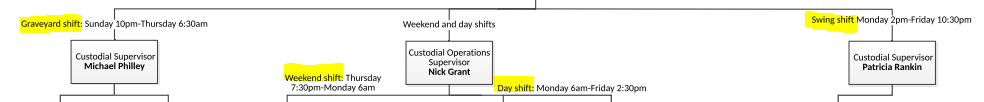 Graveyard shift: Sunday 10pm-Thursday 6:30am
Custodial Supervisor
Michael Philley
Weekend and day shifts
Custodial Operations
Supervisor
Nick Grant
Weekend shift: Thursday
7:30pm-Monday 6am
Day shift: Monday 6am-Friday 2:30pm
Swing shift Monday 2pm-Friday 10:30pm
Custodial Supervisor
Patricia Rankin